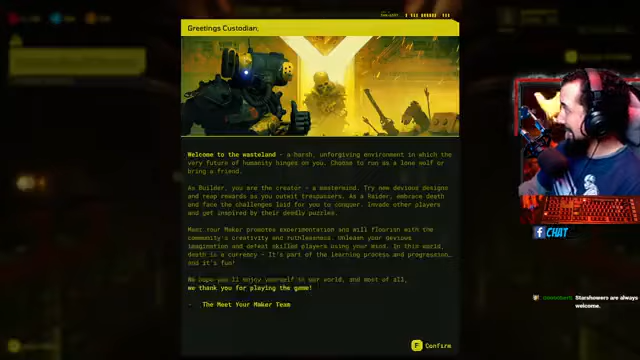 Greetings Custodian,
Welcome to the wasteland - a harsh, unforgiving environment in which the
very future of humanity hinges on you. Choose to run as a lone wolf or
bring a friend.
As Builder, you are the creator - a mastermind. Try new devious designs
and reap rewards as you outwit trespassers. As a Raider, embrace death
and face the challenges laid for you to conquer. Invade other players
and get inspired by their deadly puzzles.
Meet Your Maker promotes experimentation and will flourish with the
community's creativity and ruthlessness. Unleash your devious
imagination and defeat skilled players using your mind. In this world,
death is a currency - It's part of the learning process and progression…
and it's fun!
We hope you'll enjoy yourself in our world, and most of all,
we thank you for playing the game!
- The Meet Your Maker Team
F Confirm
f CHAT
Starshowers are always
welcome.